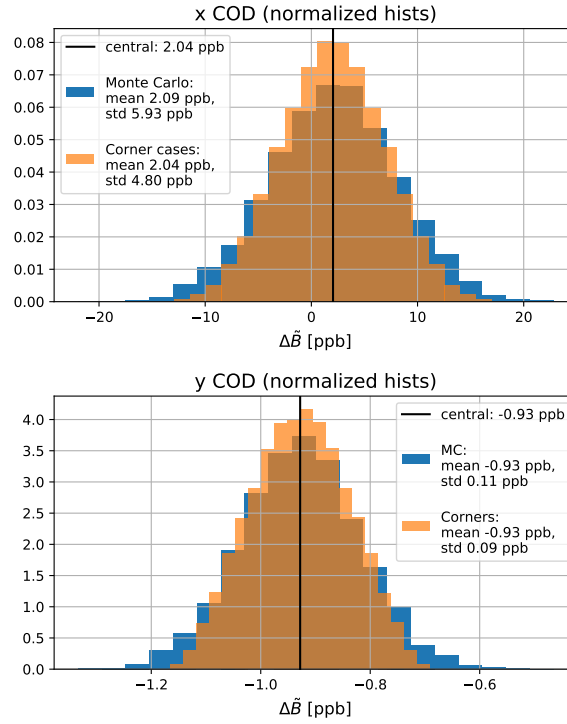 x COD (normalized hists)
0.08
0.07
0.06
0.05
0.04
0.03
0.02
0.01
0.00
central: 2.04 ppb
Monte Carlo:
mean 2.09 ppb,
std 5.93 ppb
Corner cases:
mean 2.04 ppb,
std 4.80 ppb
−20
−10
0
10
20
ΔB̃ [ppb]
y COD (normalized hists)
4.0
3.5
3.0
2.5
2.0
1.5
1.0
0.5
0.0
central: -0.93 ppb
MC:
mean -0.93 ppb,
std 0.11 ppb
Corners:
mean -0.93 ppb,
std 0.09 ppb
−1.2
−1.0
−0.8
−0.6
ΔB̃ [ppb]